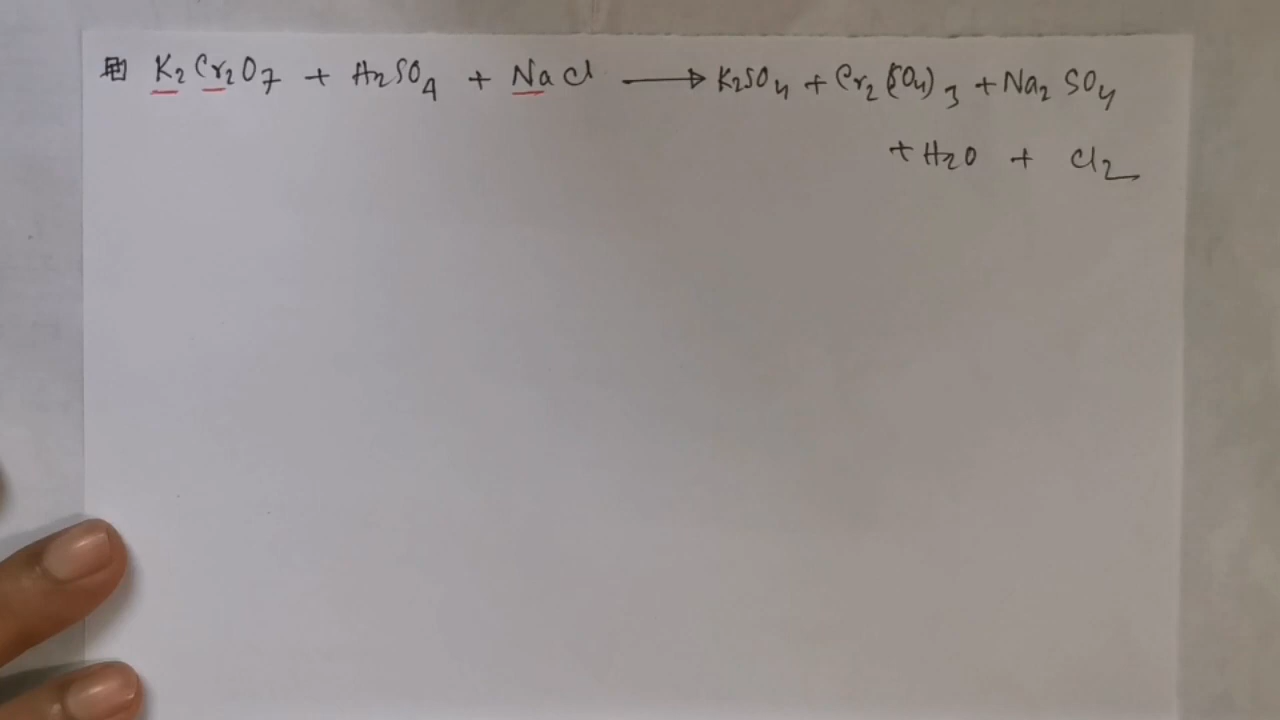 K2Cr2O7 + H2SO4 + NaCl ⟶ K2SO4 + Cr2(SO4)3 + Na2SO4
+ H2O + Cl2